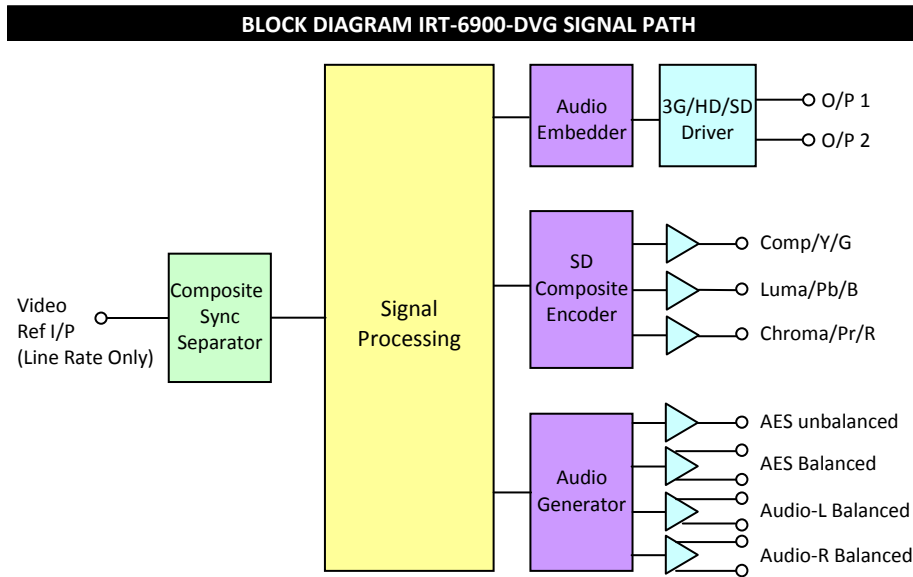 BLOCK DIAGRAM IRT-6900-DVG SIGNAL PATH
Audio
Embedder
3G/HD/SD
Driver
O/P 1
O/P 2
Video
Ref I/P
(Line Rate Only)
Composite
Sync
Separator
Signal
Processing
SD
Composite
Encoder
Comp/Y/G
Luma/Pb/B
Chroma/Pr/R
Audio
Generator
AES unbalanced
AES Balanced
Audio-L Balanced
Audio-R Balanced